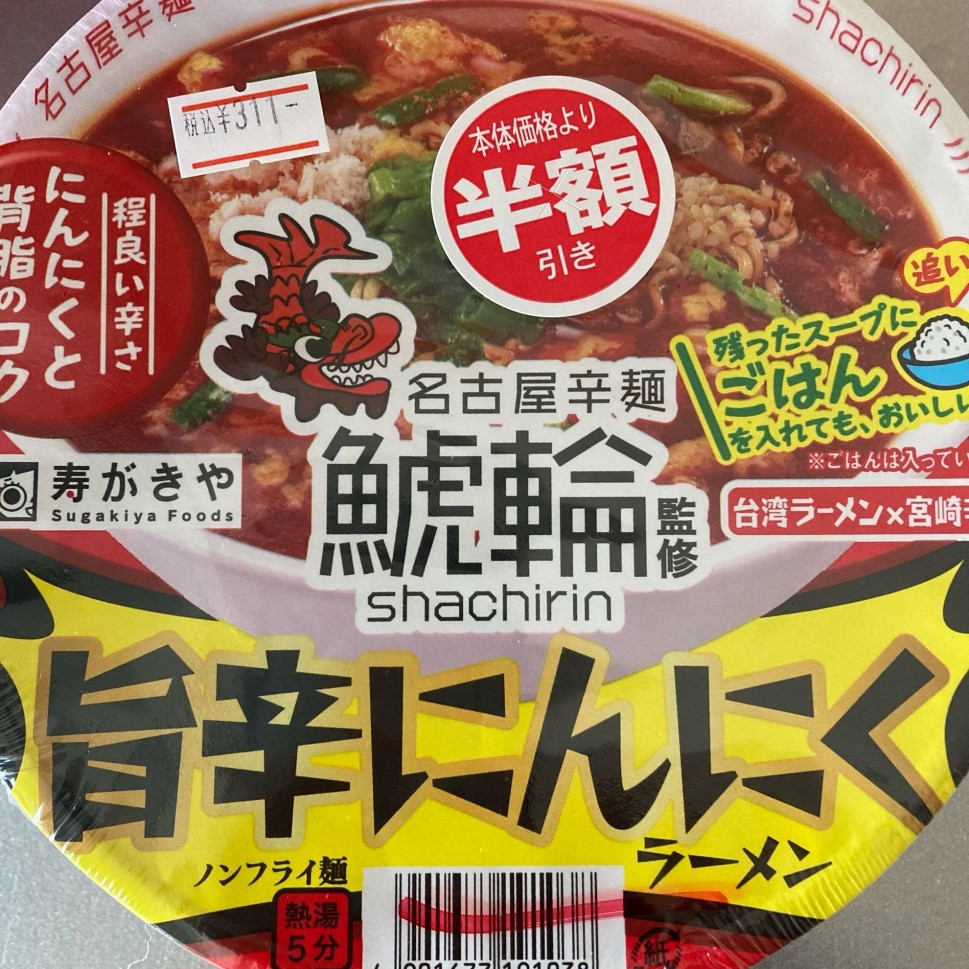 名古屋辛麺
shachirin
税込¥311-
本体価格より
半額
引き
程良い辛さ
にんにくと
背脂のコク
追い
残ったスープに
ごはん
を入れても、おいしい
※ごはんは入ってい
名古屋辛麺
鯱輪
監修
shachirin
寿がきや
Sugakiya Foods
台湾ラーメン×宮崎
旨辛にんにく
ラーメン
ノンフライ麺
熱湯
5分
紙